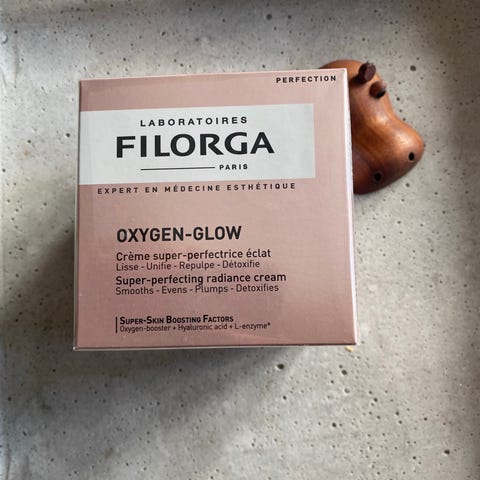 PERFECTION
LABORATOIRES
FILORGA
PARIS
EXPERT EN MÉDECINE ESTHÉTIQUE
OXYGEN-GLOW
Crème super-perfectrice éclat
Lisse - Unifie - Repulpe - Détoxifie
Super-perfecting radiance cream
Smooths - Evens - Plumps - Detoxifies
SUPER-SKIN BOOSTING FACTORS
Oxygen-booster + Hyaluronic acid + L-enzyme*